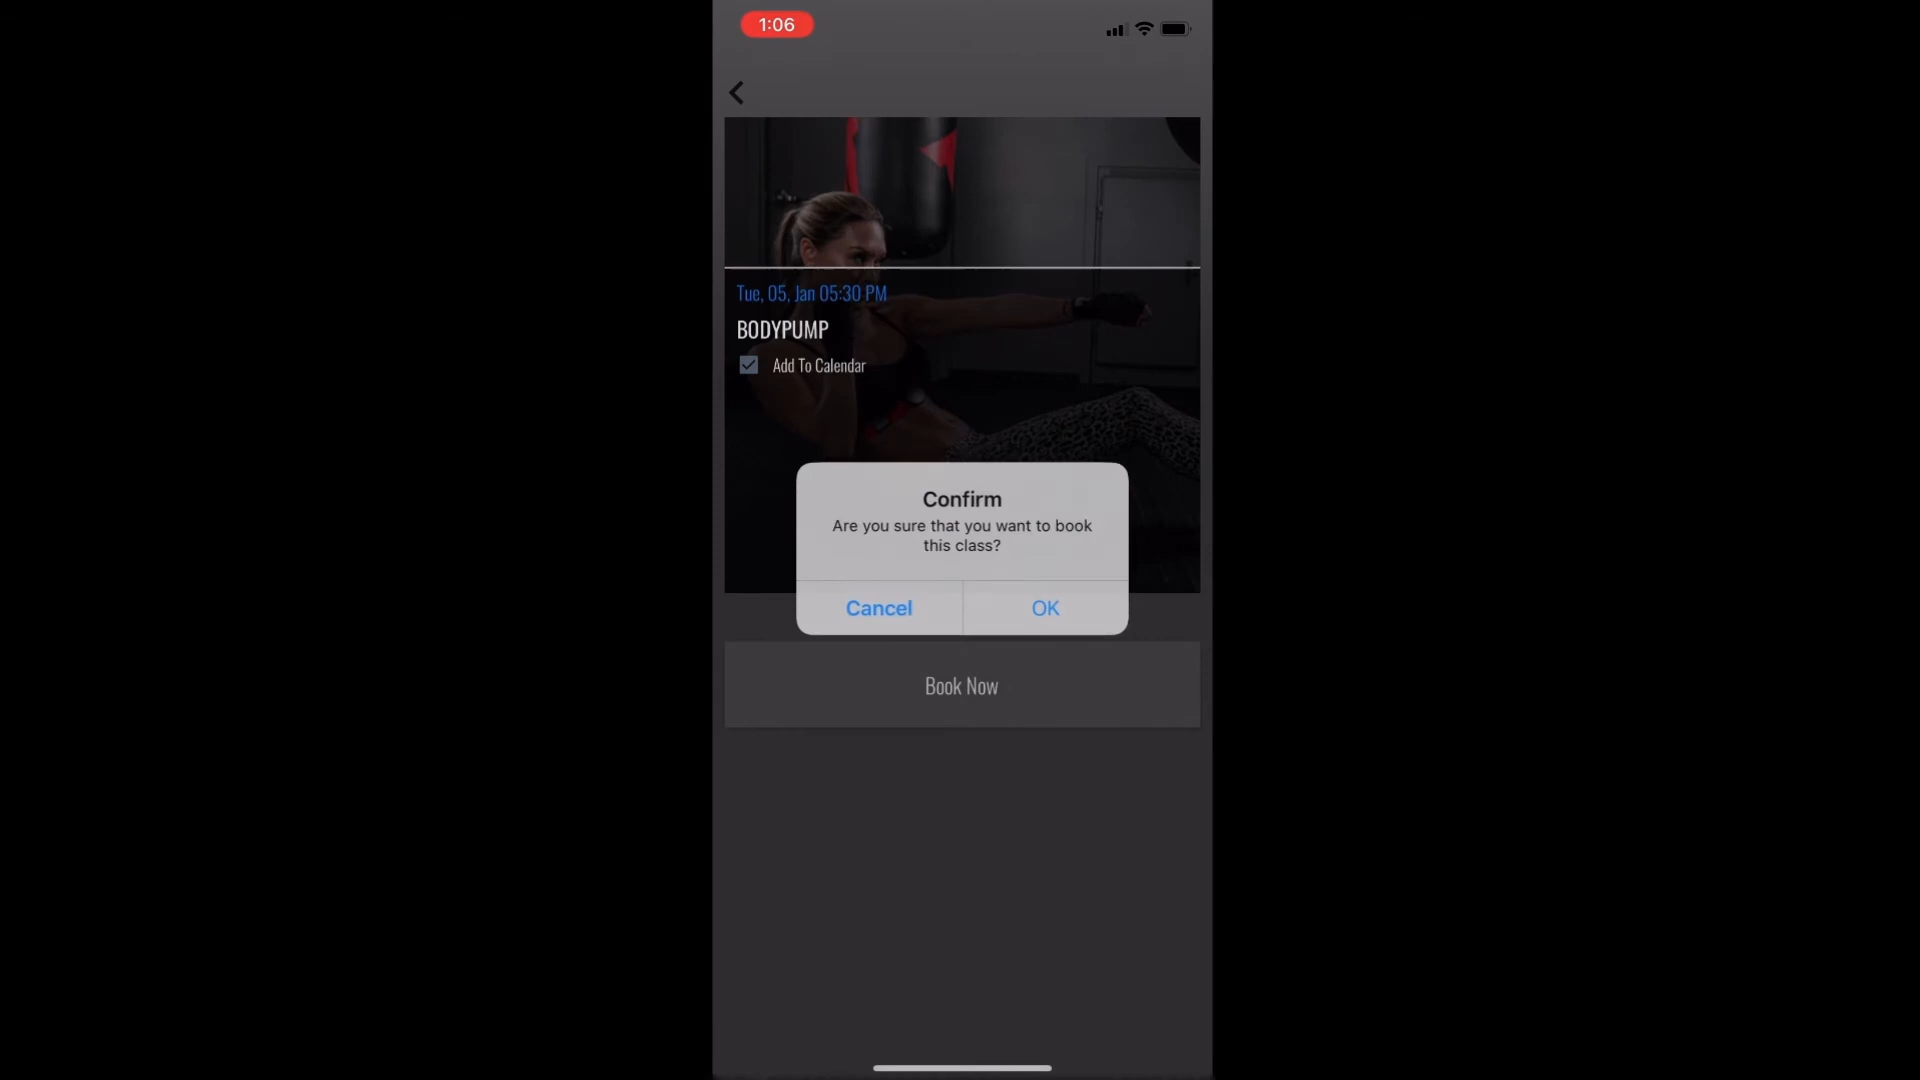 1:06
Tue, 05, Jan 05:30 PM
BODYPUMP
Add To Calendar
Confirm
Are you sure that you want to book
this class?
Cancel
OK
Book Now